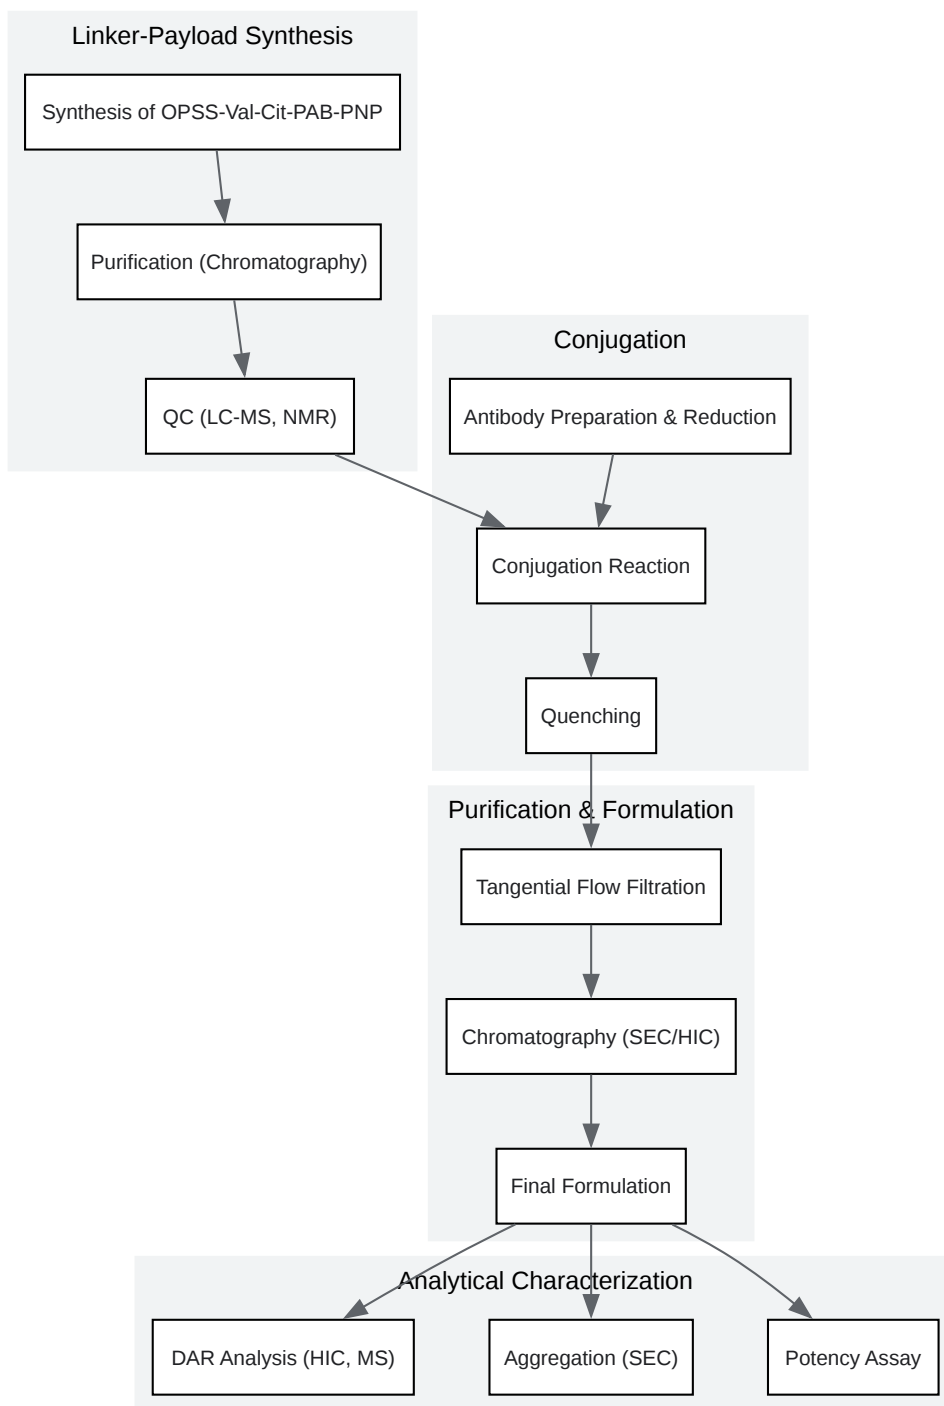 Linker-Payload Synthesis
Synthesis of OPSS-Val-Cit-PAB-PNP
Purification (Chromatography)
QC (LC-MS, NMR)
Conjugation
Antibody Preparation & Reduction
Conjugation Reaction
Quenching
Purification & Formulation
Tangential Flow Filtration
Chromatography (SEC/HIC)
Final Formulation
Analytical Characterization
DAR Analysis (HIC, MS)
Aggregation (SEC)
Potency Assay